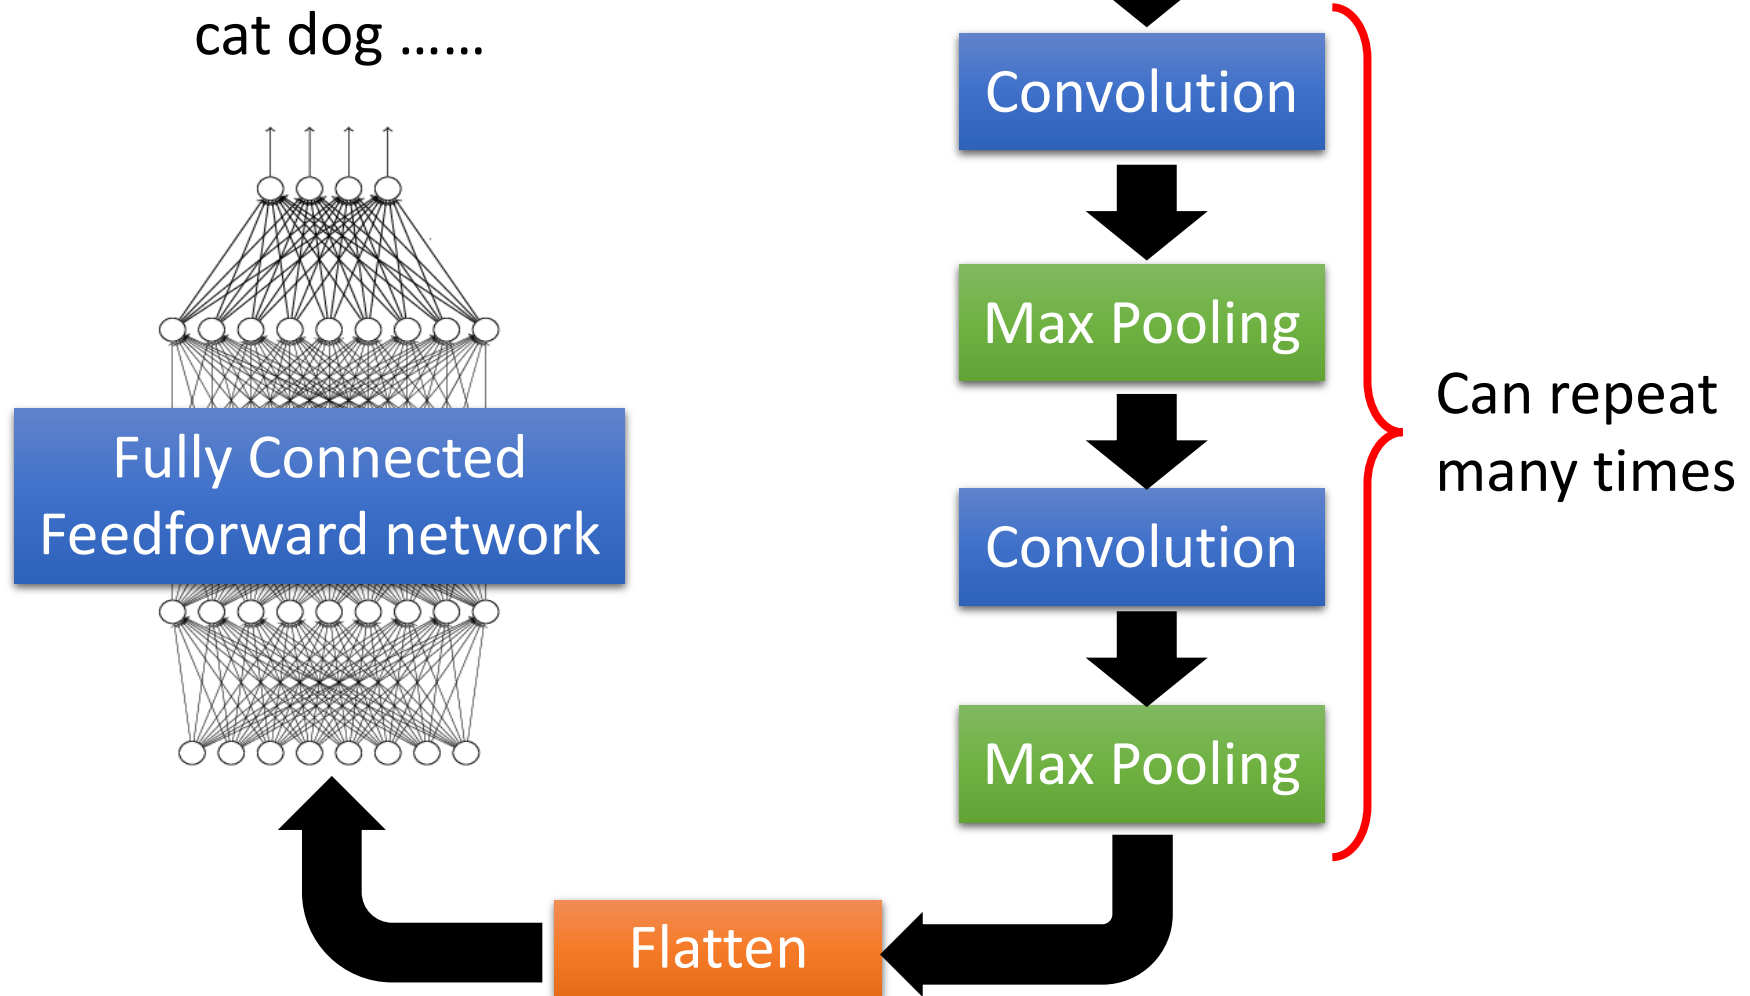 cat dog ……
Convolution
Max Pooling
Can repeat
many times
Fully Connected
Feedforward network
Convolution
Max Pooling
Flatten